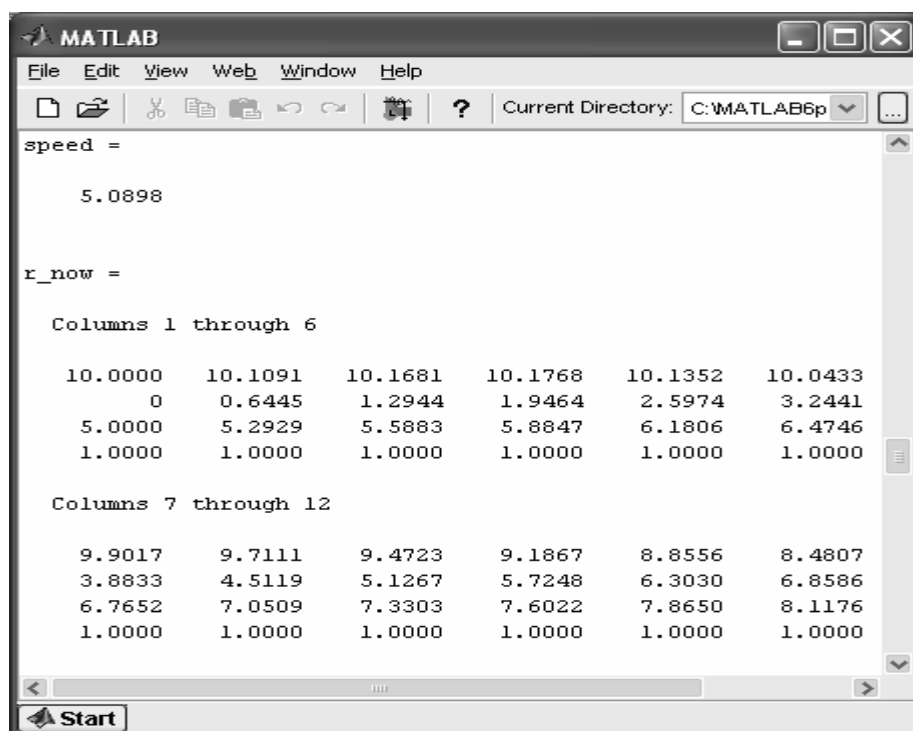 MATLAB
File Edit View Web Window Help
? Current Directory: C:\MATLAB6p ...
speed =
5.0898
r_now =
Columns 1 through 6
10.0000 10.1091 10.1681 10.1768 10.1352 10.0433
0 0.6445 1.2944 1.9464 2.5974 3.2441
5.0000 5.2929 5.5883 5.8847 6.1806 6.4746
1.0000 1.0000 1.0000 1.0000 1.0000 1.0000
Columns 7 through 12
9.9017 9.7111 9.4723 9.1867 8.8556 8.4807
3.8833 4.5119 5.1267 5.7248 6.3030 6.8586
6.7652 7.0509 7.3303 7.6022 7.8650 8.1176
1.0000 1.0000 1.0000 1.0000 1.0000 1.0000
Start